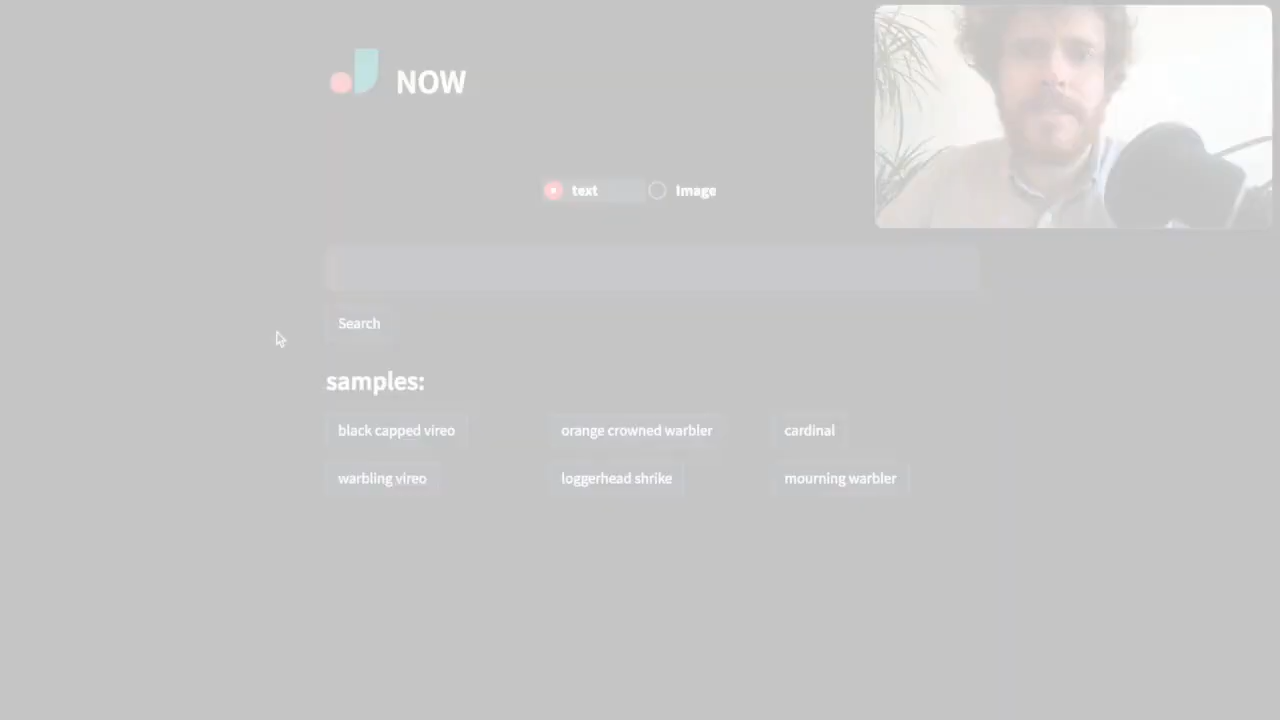 NOW
text Image
Search
samples:
black capped vireo orange crowned warbler cardinal
warbling vireo loggerhead shrike mourning warbler